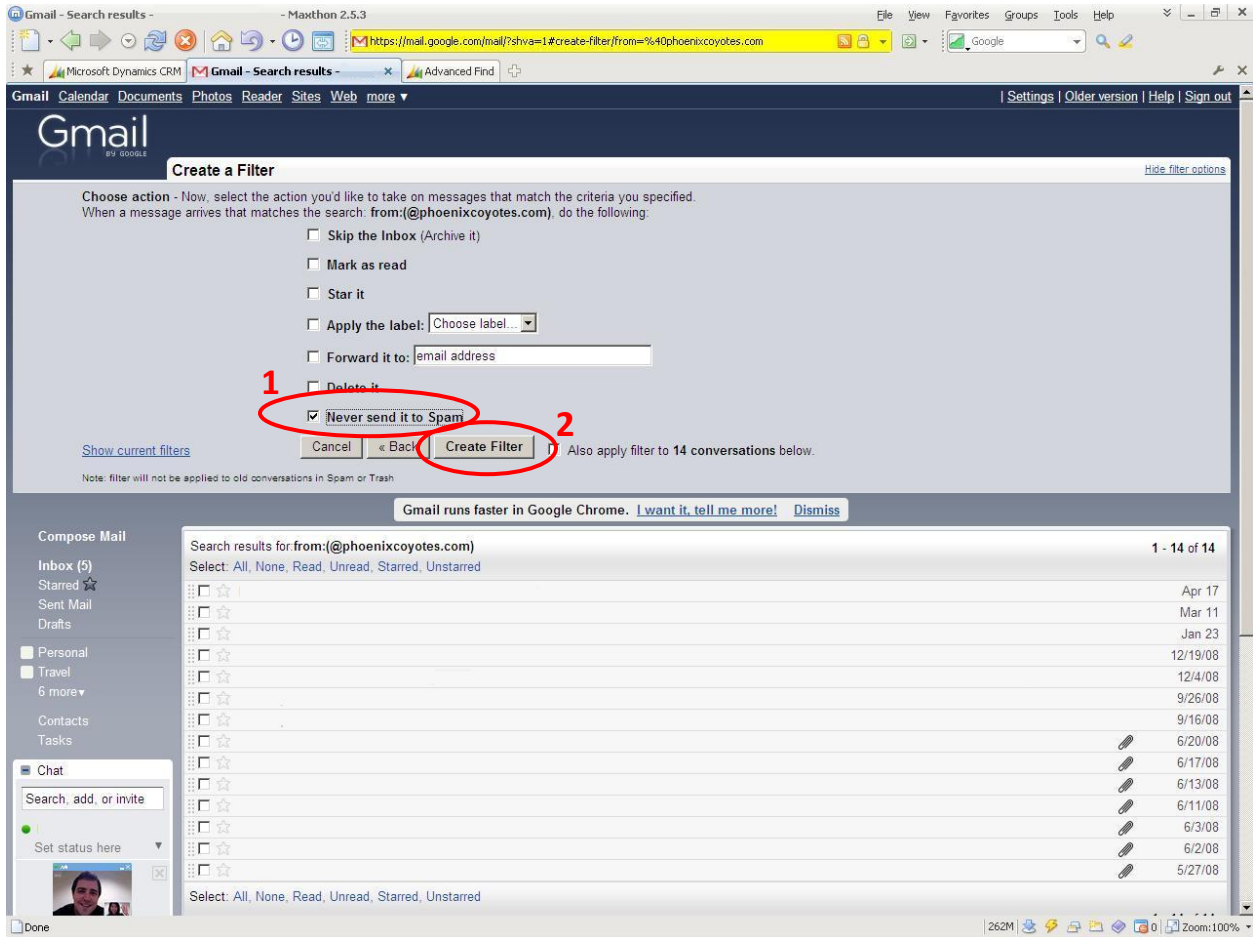 Gmail - Search results -
- Maxthon 2.5.3
File View Favorites Groups Tools Help
https://mail.google.com/mail/?shva=1#create-filter/from=%40phoenixcoyotes.com
Google
Microsoft Dynamics CRM
Gmail - Search results -
Advanced Find
Gmail Calendar Documents Photos Reader Sites Web more ▼
| Settings | Older version | Help | Sign out
Gmail
BY GOOGLE
Create a Filter
Hide filter options
Choose action - Now, select the action you'd like to take on messages that match the criteria you specified.
When a message arrives that matches the search: from:(@phoenixcoyotes.com), do the following:
Skip the Inbox (Archive it)
Mark as read
Star it
Apply the label: Choose label...
Forward it to: email address
1
Delete it
Never send it to Spam
2
Show current filters
Cancel
« Back
Create Filter
Also apply filter to 14 conversations below.
Note: filter will not be applied to old conversations in Spam or Trash
Gmail runs faster in Google Chrome. I want it, tell me more! Dismiss
Compose Mail
Inbox (5)
Starred
Sent Mail
Drafts
Personal
Travel
6 more▾
Contacts
Tasks
Chat
Search, add, or invite
Set status here
Search results for:from:(@phoenixcoyotes.com)
1 - 14 of 14
Select: All, None, Read, Unread, Starred, Unstarred
Apr 17
Mar 11
Jan 23
12/19/08
12/4/08
9/26/08
9/16/08
6/20/08
6/17/08
6/13/08
6/11/08
6/3/08
6/2/08
5/27/08
Select: All, None, Read, Unread, Starred, Unstarred
Done
262M
0
Zoom:100%